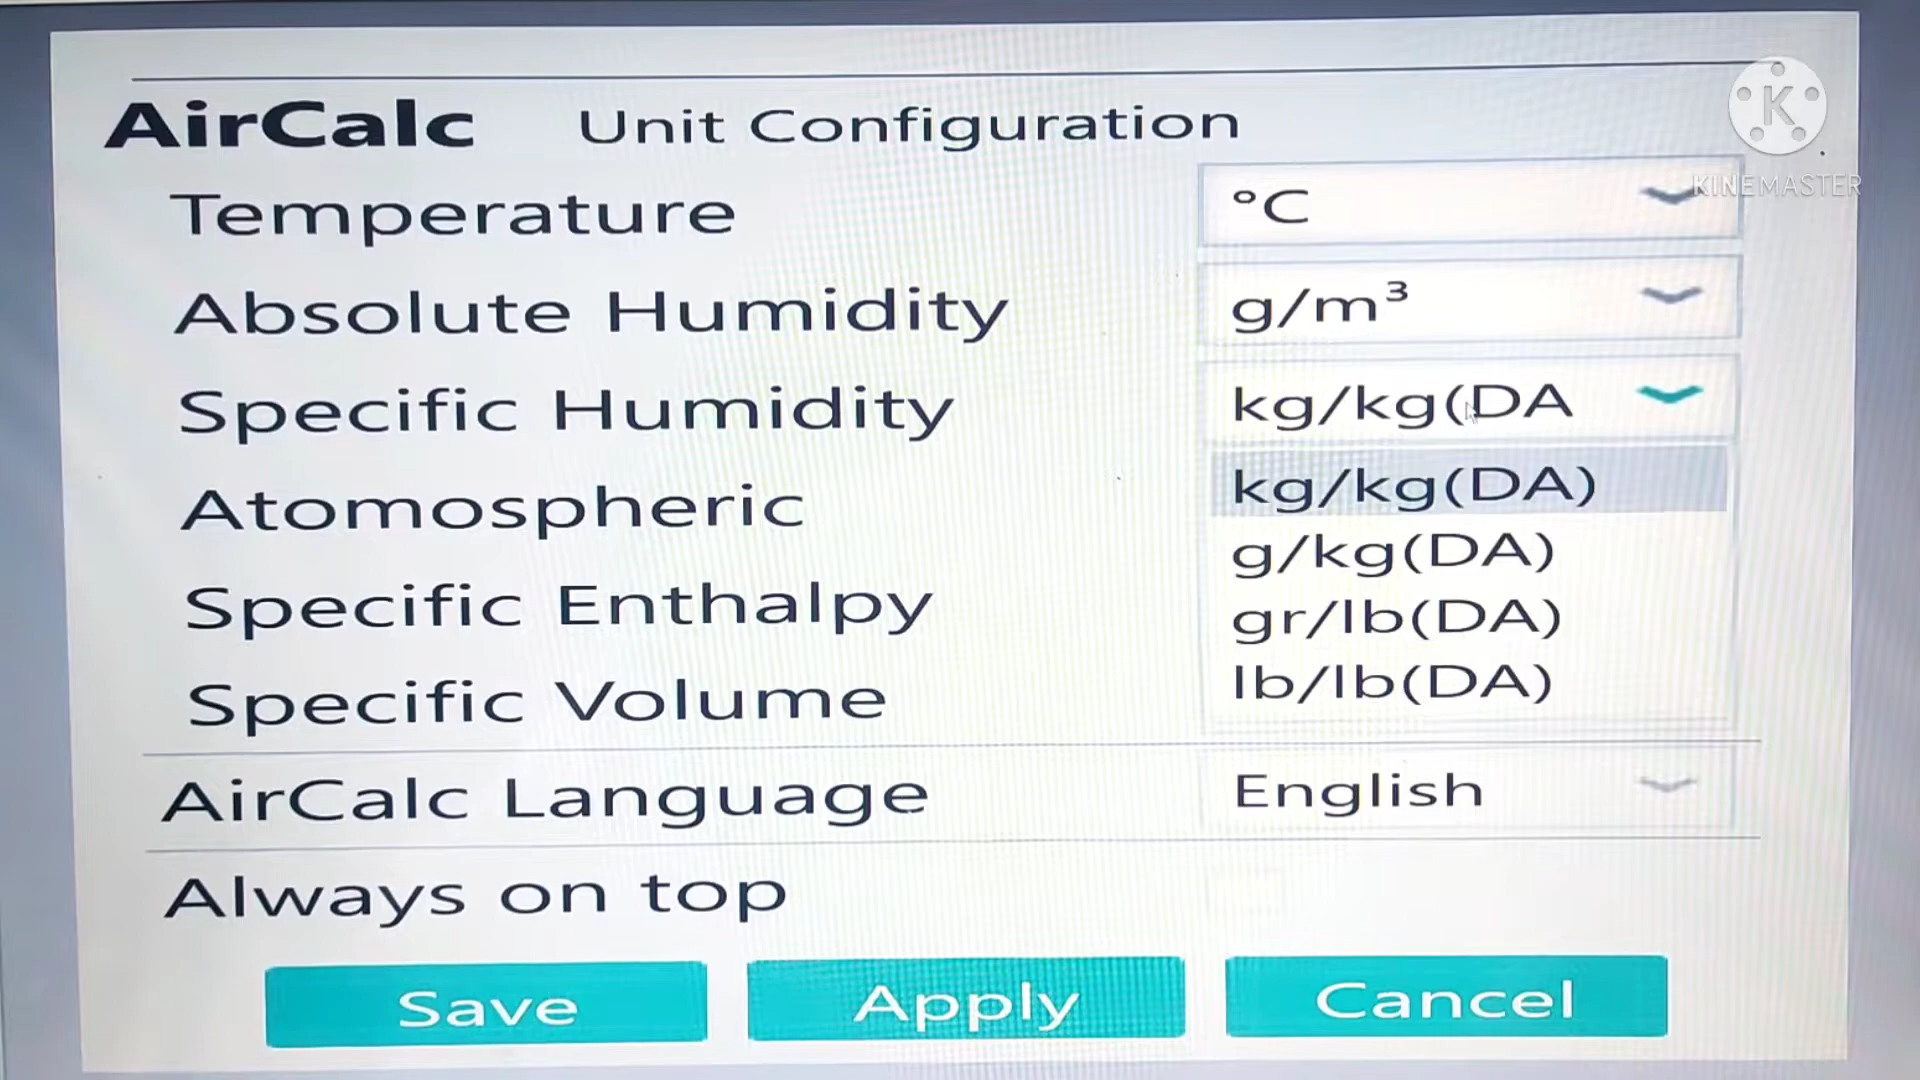 AirCalc Unit Configuration
Temperature °C
Absolute Humidity g/m³
Specific Humidity kg/kg(DA
kg/kg(DA)
Atomospheric
g/kg(DA)
Specific Enthalpy gr/lb(DA)
Specific Volume lb/lb(DA)
AirCalc Language English
Always on top
Save Apply Cancel
K
KINEMASTER